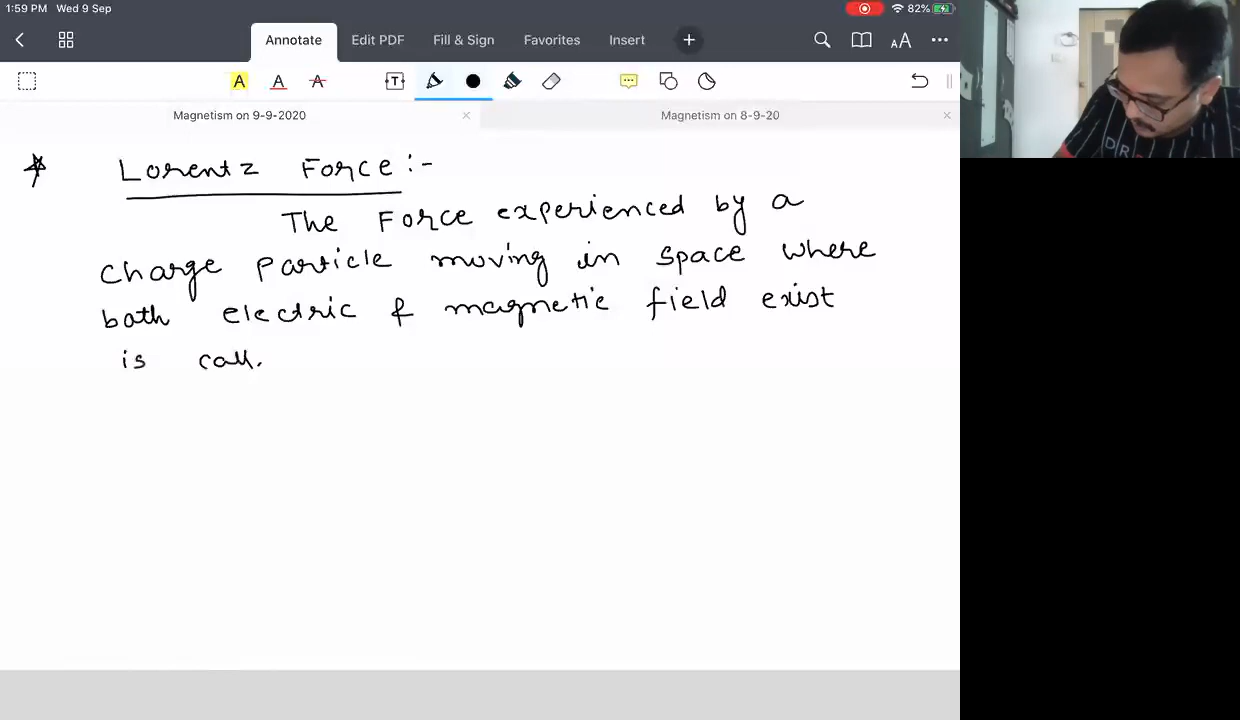 1:59 PM Wed 9 Sep 82%
Annotate Edit PDF Fill & Sign Favorites Insert
Magnetism on 9-9-2020 Magnetism on 8-9-20
Lorentz Force :-
The Force experienced by a
charge particle moving in space where
both electric & magnetic field exist
is call.